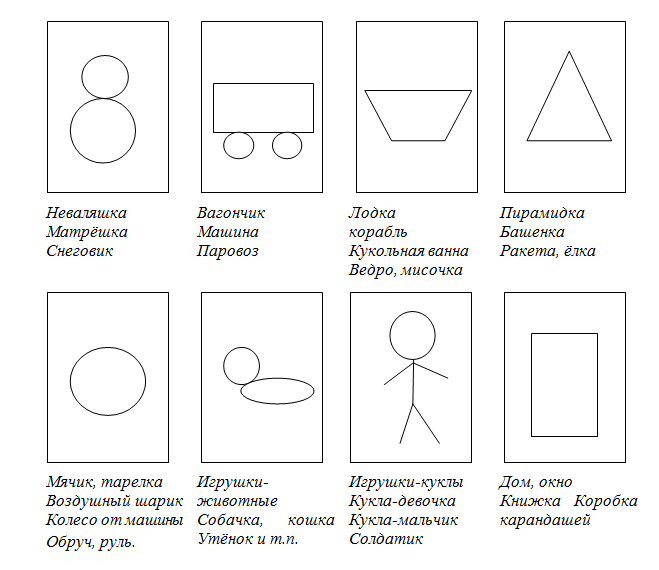 Неваляшка
Матрёшка
Снеговик
Вагончик
Машина
Паровоз
Лодка
корабль
Кукольная ванна
Ведро, мисочка
Пирамидка
Башенка
Ракета, ёлка
Мячик, тарелка
Воздушный шарик
Колесо от машины
Обруч, руль.
Игрушки-
животные
Собачка, кошка
Утёнок и т.п.
Игрушки-куклы
Кукла-девочка
Кукла-мальчик
Солдатик
Дом, окно
Книжка Коробка
карандашей